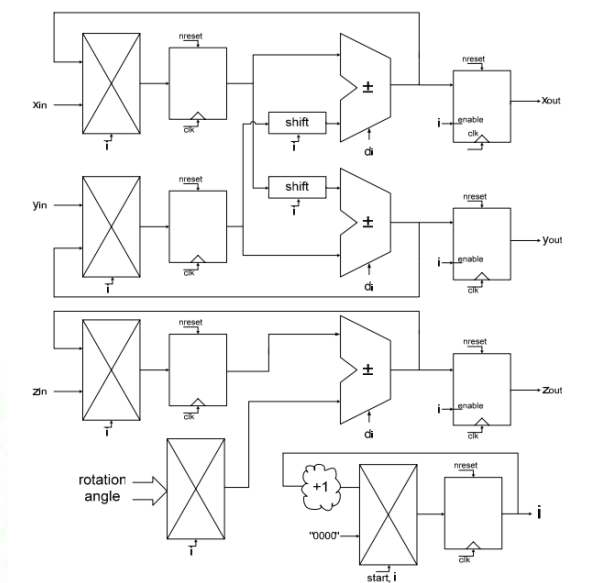 nreset
nreset
xin
±
xout
shift
i
enable
clk
i
clk
i
di
nreset
shift
nreset
yin
i
±
yout
i
enable
i
clk
di
clk
nreset
nreset
±
zin
zout
i
enable
i
clk
di
clk
rotation
angle
+1
nreset
i
"0000"
i
clk
start, i